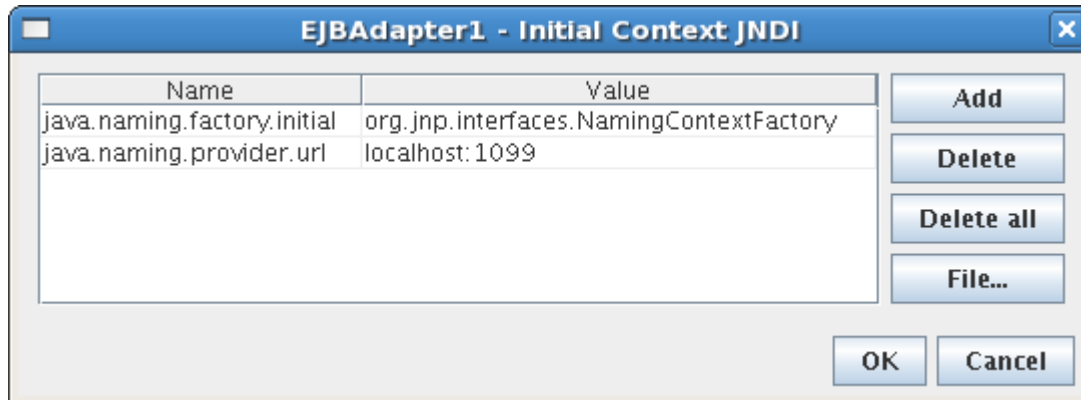 EJBAdapter1 - Initial Context JNDI
Name Value Add
java.naming.factory.initial org.jnp.interfaces.NamingContextFactory
java.naming.provider.url localhost:1099
Delete
Delete all
File...
OK Cancel